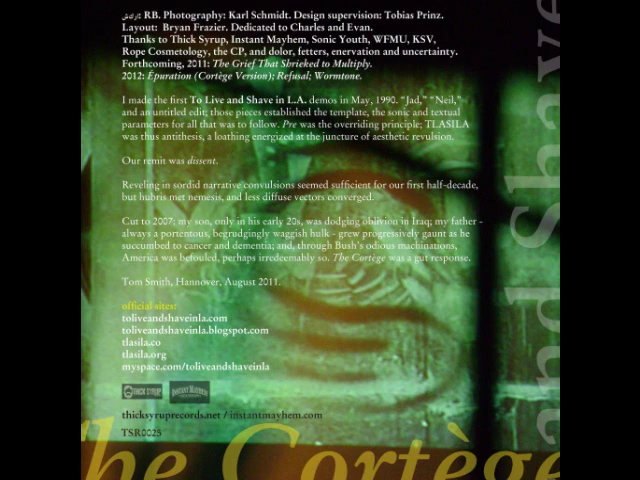 RB. Photography: Karl Schmidt. Design supervision: Tobias Prinz.
Layout: Bryan Frazier. Dedicated to Charles and Evan.
Thanks to Thick Syrup, Instant Mayhem, Sonic Youth, WFMU, KSV,
Rope Cosmetology, the CP, and dolor, fetters, enervation and uncertainty.
Forthcoming, 2011: The Grief That Shrieked to Multiply.
2012: Épuration (Cortège Version); Refusal; Wormtone.
I made the first To Live and Shave in L.A. demos in May, 1990. “Jad,” “Neil,”
and an untitled edit; those pieces established the template, the sonic and textual
parameters for all that was to follow. Pre was the overriding principle; TLASILA
was thus antithesis, a loathing energized at the juncture of aesthetic revulsion.
Our remit was dissent.
Reveling in sordid narrative convulsions seemed sufficient for our first half-decade,
but hubris met nemesis, and less diffuse vectors converged.
Cut to 2007; my son, only in his early 20s, was dodging oblivion in Iraq; my father -
always a portentous, begrudgingly waggish hulk - grew progressively gaunt as he
succumbed to cancer and dementia; and, through Bush's odious machinations,
America was befouled, perhaps irredeemably so. The Cortège was a gut response.
Tom Smith, Hannover, August 2011.
official sites:
toliveandshaveinla.com
toliveandshaveinla.blogspot.com
tlasila.co
tlasila.org
myspace.com/toliveandshaveinla
THICK SYRUP INSTANT MAYHEM
thicksyruprecords.net / instantmayhem.com
TSR0025
he Cortège
and Shave